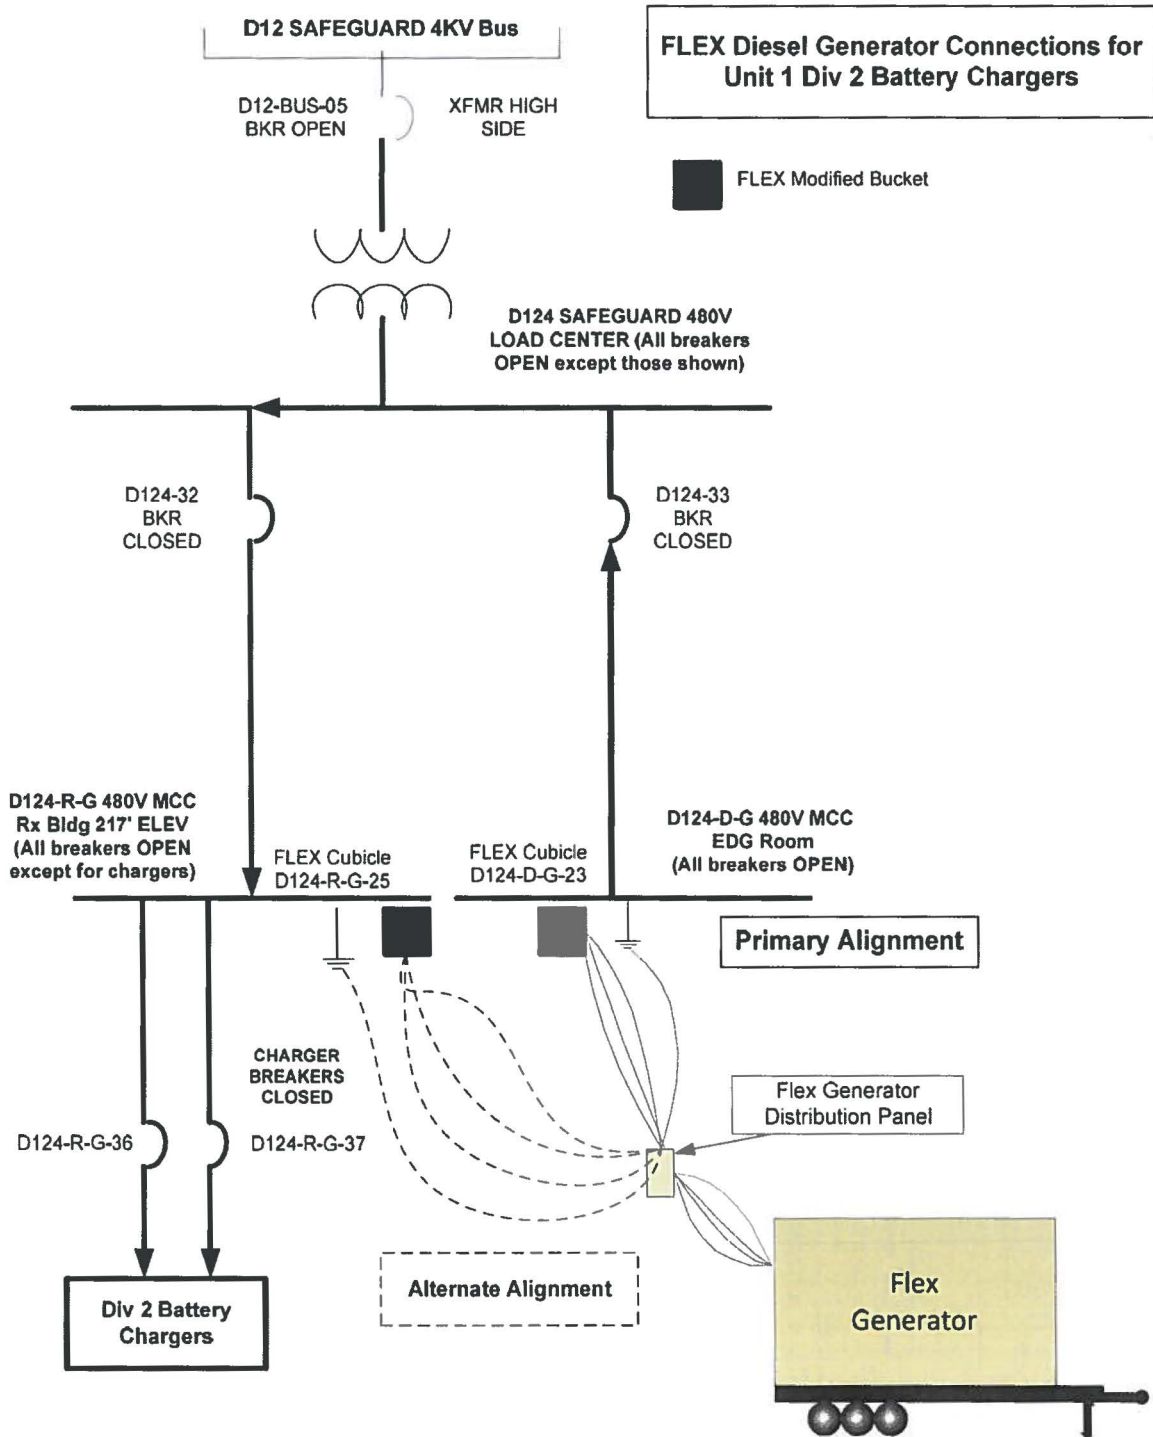 D12 SAFEGUARD 4KV Bus
FLEX Diesel Generator Connections for
Unit 1 Div 2 Battery Chargers
D12-BUS-05
BKR OPEN
XFMR HIGH
SIDE
FLEX Modified Bucket
D124 SAFEGUARD 480V
LOAD CENTER (All breakers
OPEN except those shown)
D124-32
BKR
CLOSED
D124-33
BKR
CLOSED
D124-R-G 480V MCC
Rx Bldg 217' ELEV
(All breakers OPEN
except for chargers)
FLEX Cubicle
D124-R-G-25
FLEX Cubicle
D124-D-G-23
D124-D-G 480V MCC
EDG Room
(All breakers OPEN)
Primary Alignment
CHARGER
BREAKERS
CLOSED
D124-R-G-36
D124-R-G-37
Flex Generator
Distribution Panel
Alternate Alignment
Div 2 Battery
Chargers
Flex
Generator